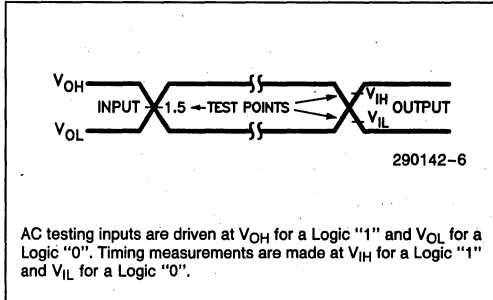 VOH
INPUT 1.5 TEST POINTS VIH OUTPUT
VOL VIL
290142-6
AC testing inputs are driven at VOH for a Logic "1" and VOL for a
Logic "0". Timing measurements are made at VIH for a Logic "1"
and VIL for a Logic "0".